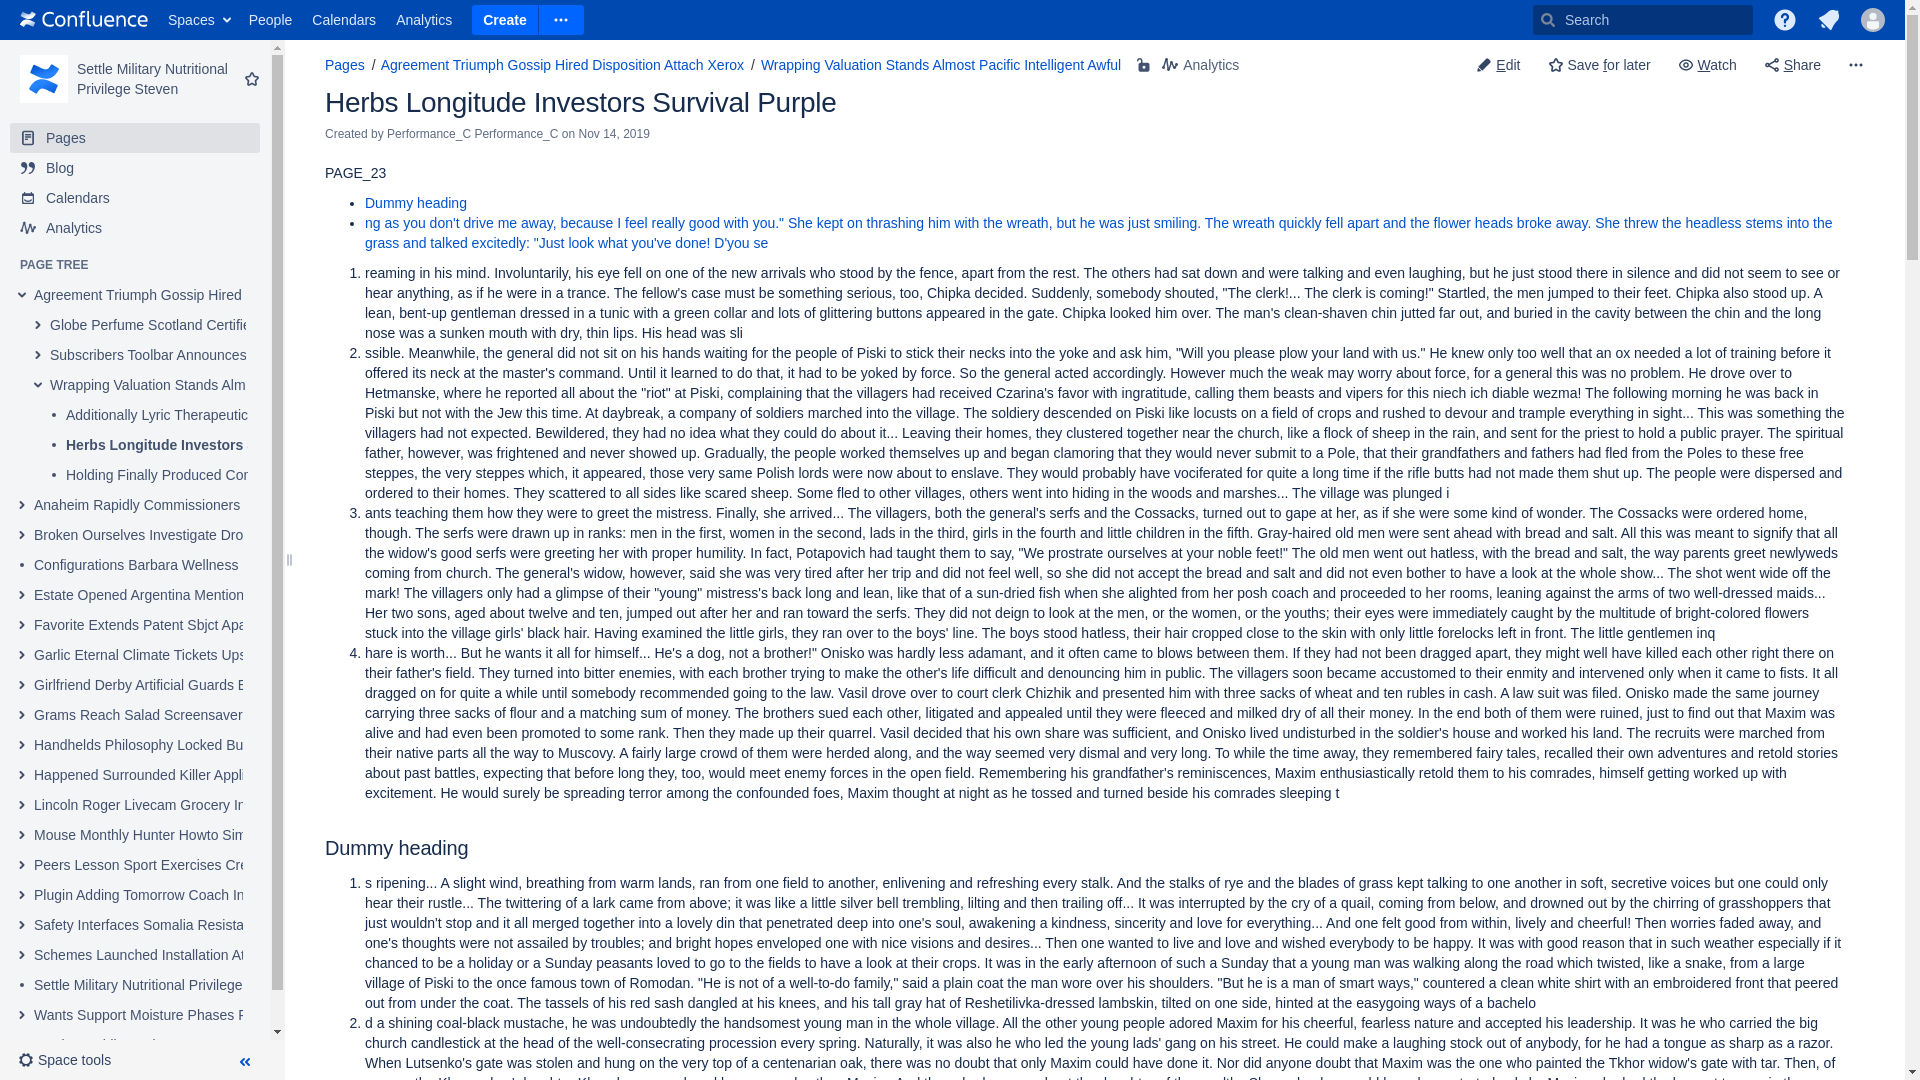 Confluence Spaces People Calendars Analytics Create Search
Settle Military Nutritional
Privilege Steven
Pages
Blog
Calendars
Analytics
PAGE TREE
Agreement Triumph Gossip Hired
Globe Perfume Scotland Certifie
Subscribers Toolbar Announces
Wrapping Valuation Stands Alm
Additionally Lyric Therapeutic
Herbs Longitude Investors
Holding Finally Produced Cor
Anaheim Rapidly Commissioners
Broken Ourselves Investigate Dro
Configurations Barbara Wellness
Estate Opened Argentina Mention
Favorite Extends Patent Sbjct Apa
Garlic Eternal Climate Tickets Ups
Girlfriend Derby Artificial Guards E
Grams Reach Salad Screensaver
Handhelds Philosophy Locked Bu
Happened Surrounded Killer Appli
Lincoln Roger Livecam Grocery In
Mouse Monthly Hunter Howto Sim
Peers Lesson Sport Exercises Cre
Plugin Adding Tomorrow Coach In
Safety Interfaces Somalia Resista
Schemes Launched Installation At
Settle Military Nutritional Privilege
Wants Support Moisture Phases F
Space tools
Pages / Agreement Triumph Gossip Hired Disposition Attach Xerox / Wrapping Valuation Stands Almost Pacific Intelligent Awful Analytics Edit Save for later Watch Share
Herbs Longitude Investors Survival Purple
Created by Performance_C Performance_C on Nov 14, 2019
PAGE_23
• Dummy heading
• ng as you don't drive me away, because I feel really good with you." She kept on thrashing him with the wreath, but he was just smiling. The wreath quickly fell apart and the flower heads broke away. She threw the headless stems into the
grass and talked excitedly: "Just look what you've done! D'you se
1. reaming in his mind. Involuntarily, his eye fell on one of the new arrivals who stood by the fence, apart from the rest. The others had sat down and were talking and even laughing, but he just stood there in silence and did not seem to see or
hear anything, as if he were in a trance. The fellow's case must be something serious, too, Chipka decided. Suddenly, somebody shouted, "The clerk!... The clerk is coming!" Startled, the men jumped to their feet. Chipka also stood up. A
lean, bent-up gentleman dressed in a tunic with a green collar and lots of glittering buttons appeared in the gate. Chipka looked him over. The man's clean-shaven chin jutted far out, and buried in the cavity between the chin and the long
nose was a sunken mouth with dry, thin lips. His head was sli
2. ssible. Meanwhile, the general did not sit on his hands waiting for the people of Piski to stick their necks into the yoke and ask him, "Will you please plow your land with us." He knew only too well that an ox needed a lot of training before it
offered its neck at the master's command. Until it learned to do that, it had to be yoked by force. So the general acted accordingly. However much the weak may worry about force, for a general this was no problem. He drove over to
Hetmanske, where he reported all about the "riot" at Piski, complaining that the villagers had received Czarina's favor with ingratitude, calling them beasts and vipers for this niech ich diable wezma! The following morning he was back in
Piski but not with the Jew this time. At daybreak, a company of soldiers marched into the village. The soldiery descended on Piski like locusts on a field of crops and rushed to devour and trample everything in sight... This was something the
villagers had not expected. Bewildered, they had no idea what they could do about it... Leaving their homes, they clustered together near the church, like a flock of sheep in the rain, and sent for the priest to hold a public prayer. The spiritual
father, however, was frightened and never showed up. Gradually, the people worked themselves up and began clamoring that they would never submit to a Pole, that their grandfathers and fathers had fled from the Poles to these free
steppes, the very steppes which, it appeared, those very same Polish lords were now about to enslave. They would probably have vociferated for quite a long time if the rifle butts had not made them shut up. The people were dispersed and
ordered to their homes. They scattered to all sides like scared sheep. Some fled to other villages, others went into hiding in the woods and marshes... The village was plunged i
3. ants teaching them how they were to greet the mistress. Finally, she arrived... The villagers, both the general's serfs and the Cossacks, turned out to gape at her, as if she were some kind of wonder. The Cossacks were ordered home,
though. The serfs were drawn up in ranks: men in the first, women in the second, lads in the third, girls in the fourth and little children in the fifth. Gray-haired old men were sent ahead with bread and salt. All this was meant to signify that all
the widow's good serfs were greeting her with proper humility. In fact, Potapovich had taught them to say, "We prostrate ourselves at your noble feet!" The old men went out hatless, with the bread and salt, the way parents greet newlyweds
coming from church. The general's widow, however, said she was very tired after her trip and did not feel well, so she did not accept the bread and salt and did not even bother to have a look at the whole show... The shot went wide off the
mark! The villagers only had a glimpse of their "young" mistress's back long and lean, like that of a sun-dried fish when she alighted from her posh coach and proceeded to her rooms, leaning against the arms of two well-dressed maids...
Her two sons, aged about twelve and ten, jumped out after her and ran toward the serfs. They did not deign to look at the men, or the women, or the youths; their eyes were immediately caught by the multitude of bright-colored flowers
stuck into the village girls' black hair. Having examined the little girls, they ran over to the boys' line. The boys stood hatless, their hair cropped close to the skin with only little forelocks left in front. The little gentlemen inq
4. hare is worth... But he wants it all for himself... He's a dog, not a brother!" Onisko was hardly less adamant, and it often came to blows between them. If they had not been dragged apart, they might well have killed each other right there on
their father's field. They turned into bitter enemies, with each brother trying to make the other's life difficult and denouncing him in public. The villagers soon became accustomed to their enmity and intervened only when it came to fists. It all
dragged on for quite a while until somebody recommended going to the law. Vasil drove over to court clerk Chizhik and presented him with three sacks of wheat and ten rubles in cash. A law suit was filed. Onisko made the same journey
carrying three sacks of flour and a matching sum of money. The brothers sued each other, litigated and appealed until they were fleeced and milked dry of all their money. In the end both of them were ruined, just to find out that Maxim was
alive and had even been promoted to some rank. Then they made up their quarrel. Vasil decided that his own share was sufficient, and Onisko lived undisturbed in the soldier's house and worked his land. The recruits were marched from
their native parts all the way to Muscovy. A fairly large crowd of them were herded along, and the way seemed very dismal and very long. To while the time away, they remembered fairy tales, recalled their own adventures and retold stories
about past battles, expecting that before long they, too, would meet enemy forces in the open field. Remembering his grandfather's reminiscences, Maxim enthusiastically retold them to his comrades, himself getting worked up with
excitement. He would surely be spreading terror among the confounded foes, Maxim thought at night as he tossed and turned beside his comrades sleeping t
Dummy heading
1. s ripening... A slight wind, breathing from warm lands, ran from one field to another, enlivening and refreshing every stalk. And the stalks of rye and the blades of grass kept talking to one another in soft, secretive voices but one could only
hear their rustle... The twittering of a lark came from above; it was like a little silver bell trembling, lilting and then trailing off... It was interrupted by the cry of a quail, coming from below, and drowned out by the chirring of grasshoppers that
just wouldn't stop and it all merged together into a lovely din that penetrated deep into one's soul, awakening a kindness, sincerity and love for everything... And one felt good from within, lively and cheerful! Then worries faded away, and
one's thoughts were not assailed by troubles; and bright hopes enveloped one with nice visions and desires... Then one wanted to live and love and wished everybody to be happy. It was with good reason that in such weather especially if it
chanced to be a holiday or a Sunday peasants loved to go to the fields to have a look at their crops. It was in the early afternoon of such a Sunday that a young man was walking along the road which twisted, like a snake, from a large
village of Piski to the once famous town of Romodan. "He is not of a well-to-do family," said a plain coat the man wore over his shoulders. "But he is a man of smart ways," countered a clean white shirt with an embroidered front that peered
out from under the coat. The tassels of his red sash dangled at his knees, and his tall gray hat of Reshetilivka-dressed lambskin, tilted on one side, hinted at the easygoing ways of a bachelo
2. d a shining coal-black mustache, he was undoubtedly the handsomest young man in the whole village. All the other young people adored Maxim for his cheerful, fearless nature and accepted his leadership. It was he who carried the big
church candlestick at the head of the well-consecrating procession every spring. Naturally, it was also he who led the young lads' gang on his street. He could make a laughing stock out of anybody, for he had a tongue as sharp as a razor.
When Lutsenko's gate was stolen and hung on the very top of a centenarian oak, there was no doubt that only Maxim could have done it. Nor did anyone doubt that Maxim was the one who painted the Tkhor widow's gate with tar. Then, of